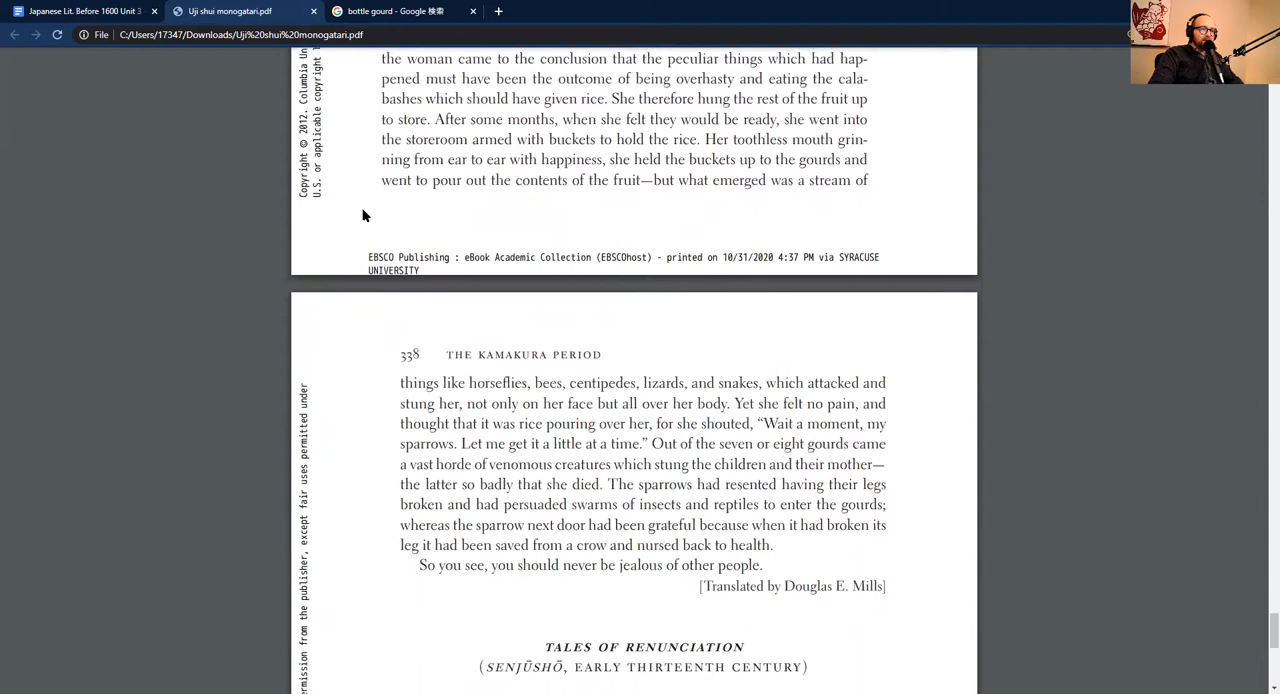 Japanese Lit. Before 1600 Unit 3
Uji shui monogatari.pdf
bottle gourd - Google 検索
File
C:/Users/17347/Downloads/Uji%20shui%20monogatari.pdf
Copyright © 2012. Columbia Un
U.S. or applicable copyright l
the woman came to the conclusion that the peculiar things which had hap-
pened must have been the outcome of being overhasty and eating the cala-
bashes which should have given rice. She therefore hung the rest of the fruit up
to store. After some months, when she felt they would be ready, she went into
the storeroom armed with buckets to hold the rice. Her toothless mouth grin-
ning from ear to ear with happiness, she held the buckets up to the gourds and
went to pour out the contents of the fruit—but what emerged was a stream of
EBSCO Publishing : eBook Academic Collection (EBSCOhost) - printed on 10/31/2020 4:37 PM via SYRACUSE
UNIVERSITY
338 THE KAMAKURA PERIOD
things like horseflies, bees, centipedes, lizards, and snakes, which attacked and
stung her, not only on her face but all over her body. Yet she felt no pain, and
thought that it was rice pouring over her, for she shouted, “Wait a moment, my
sparrows. Let me get it a little at a time.” Out of the seven or eight gourds came
a vast horde of venomous creatures which stung the children and their mother—
the latter so badly that she died. The sparrows had resented having their legs
broken and had persuaded swarms of insects and reptiles to enter the gourds;
whereas the sparrow next door had been grateful because when it had broken its
leg it had been saved from a crow and nursed back to health.
So you see, you should never be jealous of other people.
[Translated by Douglas E. Mills]
TALES OF RENUNCIATION
(SENJŪSHŌ, EARLY THIRTEENTH CENTURY)
mission from the publisher, except fair uses permitted under